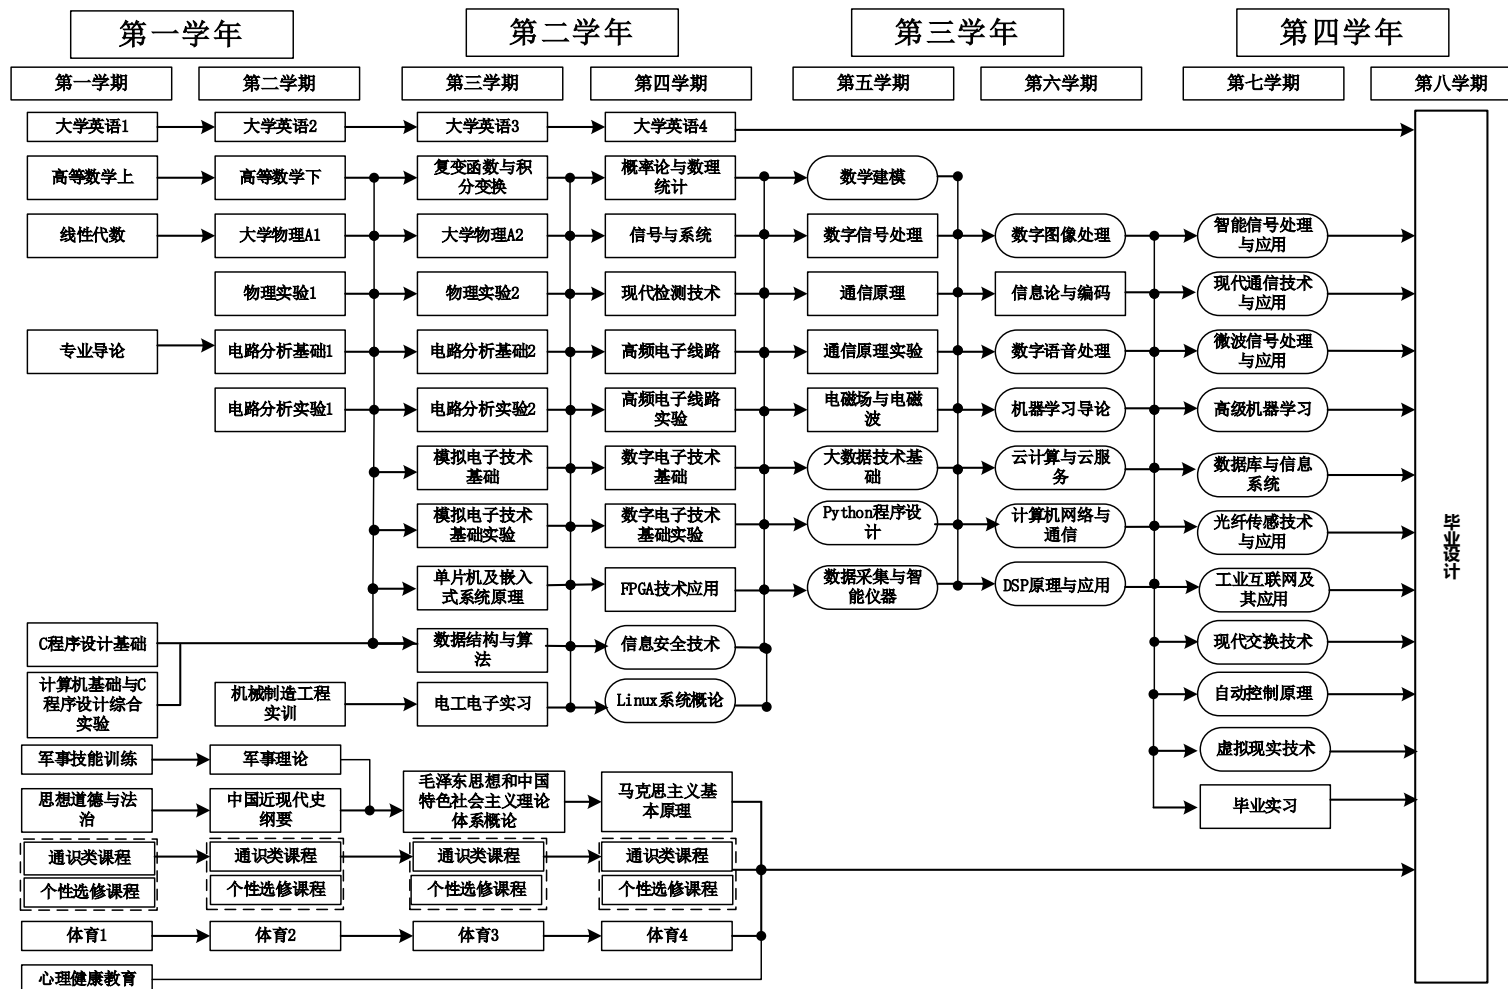 第一学年
第二学年
第三学年
第四学年
第一学期
第二学期
第三学期
第四学期
第五学期
第六学期
第七学期
第八学期
大学英语1
大学英语2
大学英语3
大学英语4
高等数学上
高等数学下
复变函数与积
分变换
概率论与数理
统计
数学建模
线性代数
大学物理A1
大学物理A2
信号与系统
数字信号处理
数字图像处理
智能信号处理
与应用
物理实验1
物理实验2
现代检测技术
通信原理
信息论与编码
现代通信技术
与应用
专业导论
电路分析基础1
电路分析基础2
高频电子线路
通信原理实验
数字语音处理
微波信号处理
与应用
电路分析实验1
电路分析实验2
高频电子线路
实验
电磁场与电磁
波
机器学习导论
高级机器学习
模拟电子技术
基础
数字电子技术
基础
大数据技术基
础
云计算与云服
务
数据库与信息
系统
模拟电子技术
基础实验
数字电子技术
基础实验
Python程序设
计
计算机网络与
通信
光纤传感技术
与应用
单片机及嵌入
式系统原理
FPGA技术应用
数据采集与智
能仪器
DSP原理与应用
工业互联网及
其应用
C程序设计基础
数据结构与算
法
信息安全技术
现代交换技术
计算机基础与C
程序设计综合
实验
机械制造工程
实训
电工电子实习
Linux系统概论
自动控制原理
军事技能训练
军事理论
虚拟现实技术
思想道德与法
治
中国近现代史
纲要
毛泽东思想和中国
特色社会主义理论
体系概论
马克思主义基
本原理
毕业实习
通识类课程
通识类课程
通识类课程
通识类课程
个性选修课程
个性选修课程
个性选修课程
个性选修课程
体育1
体育2
体育3
体育4
心理健康教育
毕业设计